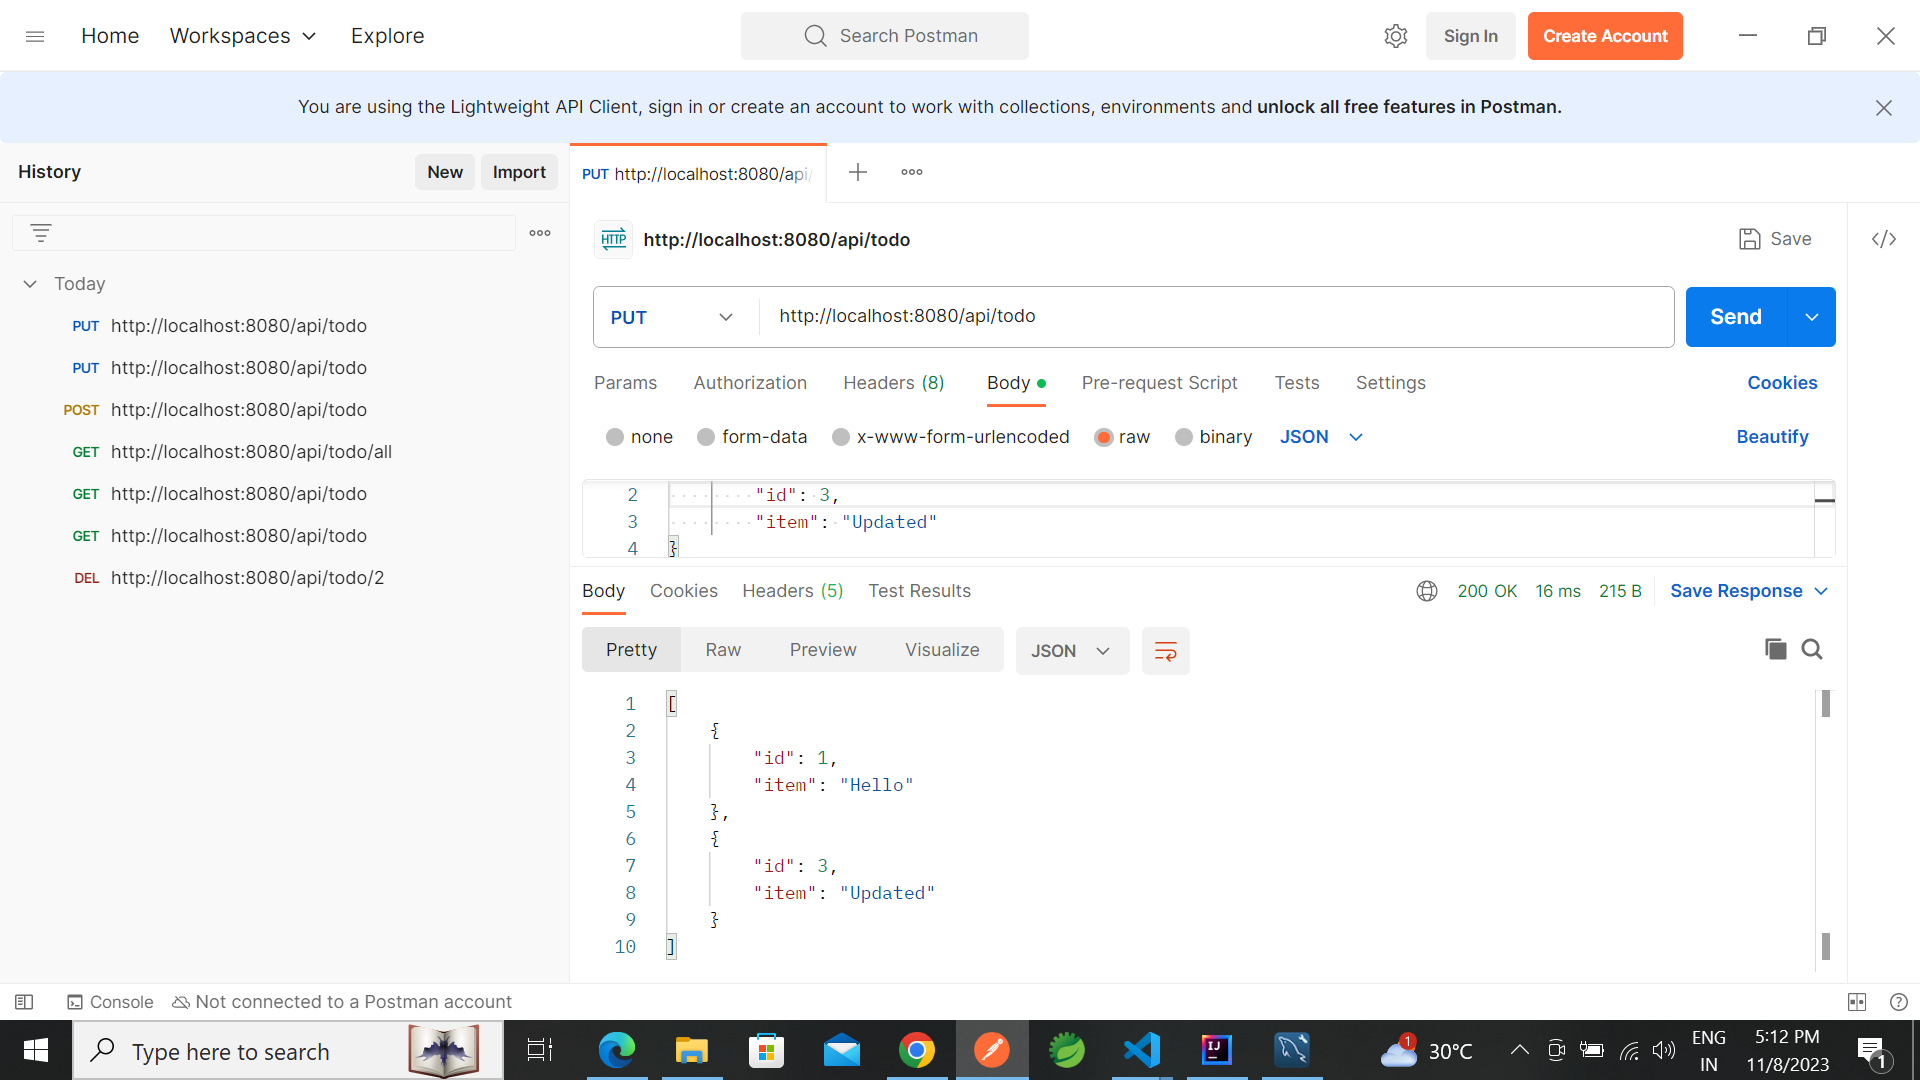 Home Workspaces Explore Search Postman Sign In Create Account
You are using the Lightweight API Client, sign in or create an account to work with collections, environments and unlock all free features in Postman.
History New Import PUT http://localhost:8080/api/
HTTP http://localhost:8080/api/todo Save
Today
PUT http://localhost:8080/api/todo
PUT http://localhost:8080/api/todo
POST http://localhost:8080/api/todo
GET http://localhost:8080/api/todo/all
GET http://localhost:8080/api/todo
GET http://localhost:8080/api/todo
DEL http://localhost:8080/api/todo/2
PUT http://localhost:8080/api/todo Send
Params Authorization Headers (8) Body Pre-request Script Tests Settings Cookies
none form-data x-www-form-urlencoded raw binary JSON Beautify
2 "id": 3,
3 "item": "Updated"
4 }
Body Cookies Headers (5) Test Results 200 OK 16 ms 215 B Save Response
Pretty Raw Preview Visualize JSON
1 [
2 {
3 "id": 1,
4 "item": "Hello"
5 },
6 {
7 "id": 3,
8 "item": "Updated"
9 }
10 ]
Console Not connected to a Postman account
Type here to search IJ 1 30°C ENG 5:12 PM
IN 11/8/2023 1